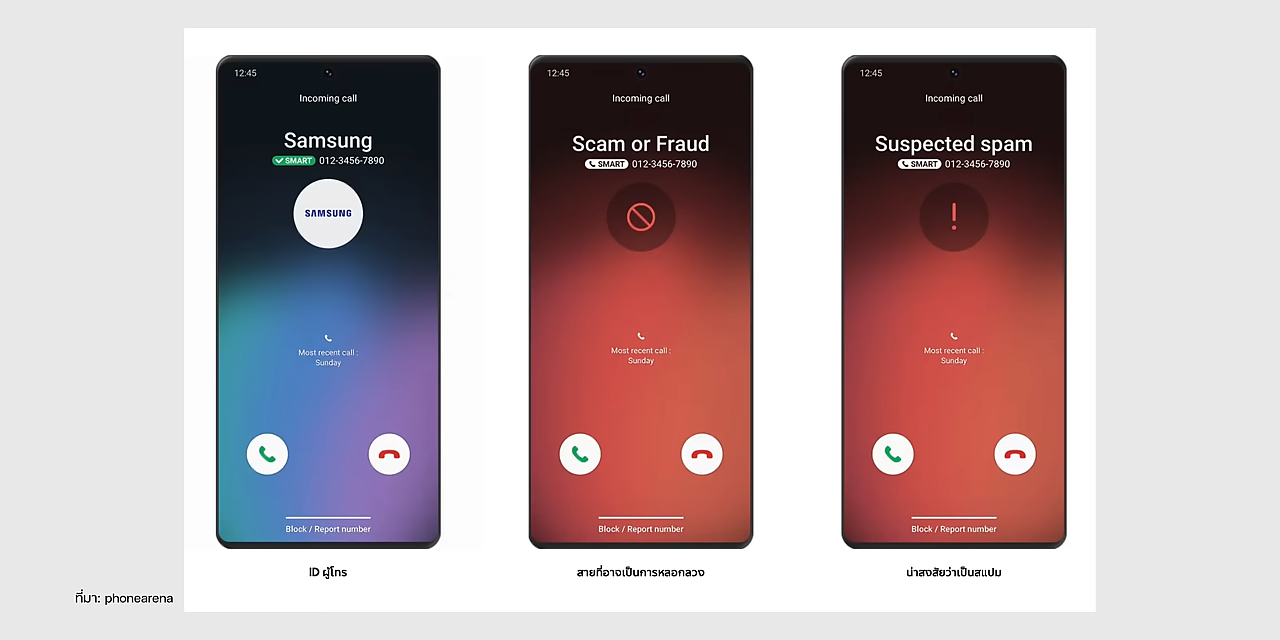 12:45
Incoming call
Samsung
SMART 012-3456-7890
SAMSUNG
Most recent call :
Sunday
Block / Report number
ID ผู้โทร
12:45
Incoming call
Scam or Fraud
SMART 012-3456-7890
Most recent call :
Sunday
Block / Report number
สายที่อาจเป็นการหลอกลวง
12:45
Incoming call
Suspected spam
SMART 012-3456-7890
Most recent call :
Sunday
Block / Report number
น่าสงสัยว่าเป็นสแปม
ที่มา: phonearena